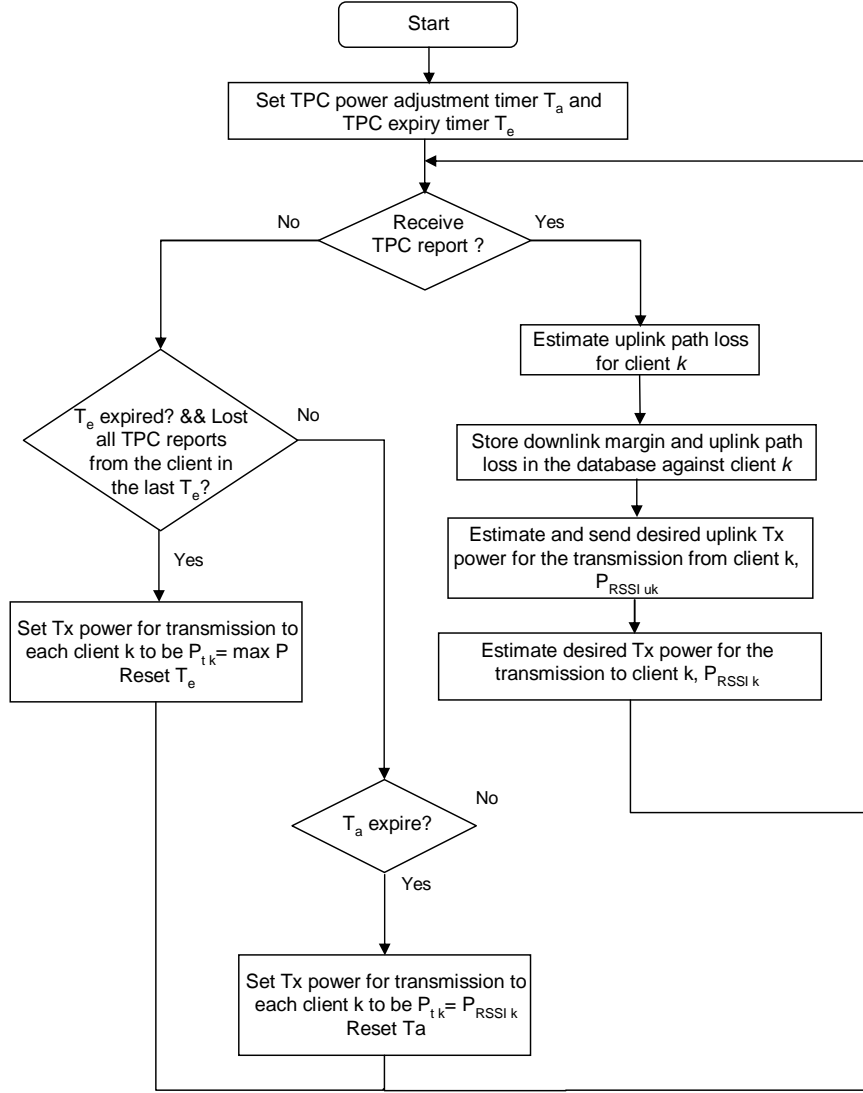 Start
Set TPC power adjustment timer Ta and
TPC expiry timer Te
No
Receive
TPC report ?
Yes
Estimate uplink path loss
for client k
Te expired? && Lost
all TPC reports
from the client in
the last Te?
No
Store downlink margin and uplink path
loss in the database against client k
Yes
Estimate and send desired uplink Tx
power for the transmission from client k,
PRSSI uk
Set Tx power for transmission to
each client k to be Pt k= max P
Reset Te
Estimate desired Tx power for the
transmission to client k, PRSSI k
No
Ta expire?
Yes
Set Tx power for transmission to
each client k to be Pt k= PRSSI k
Reset Ta